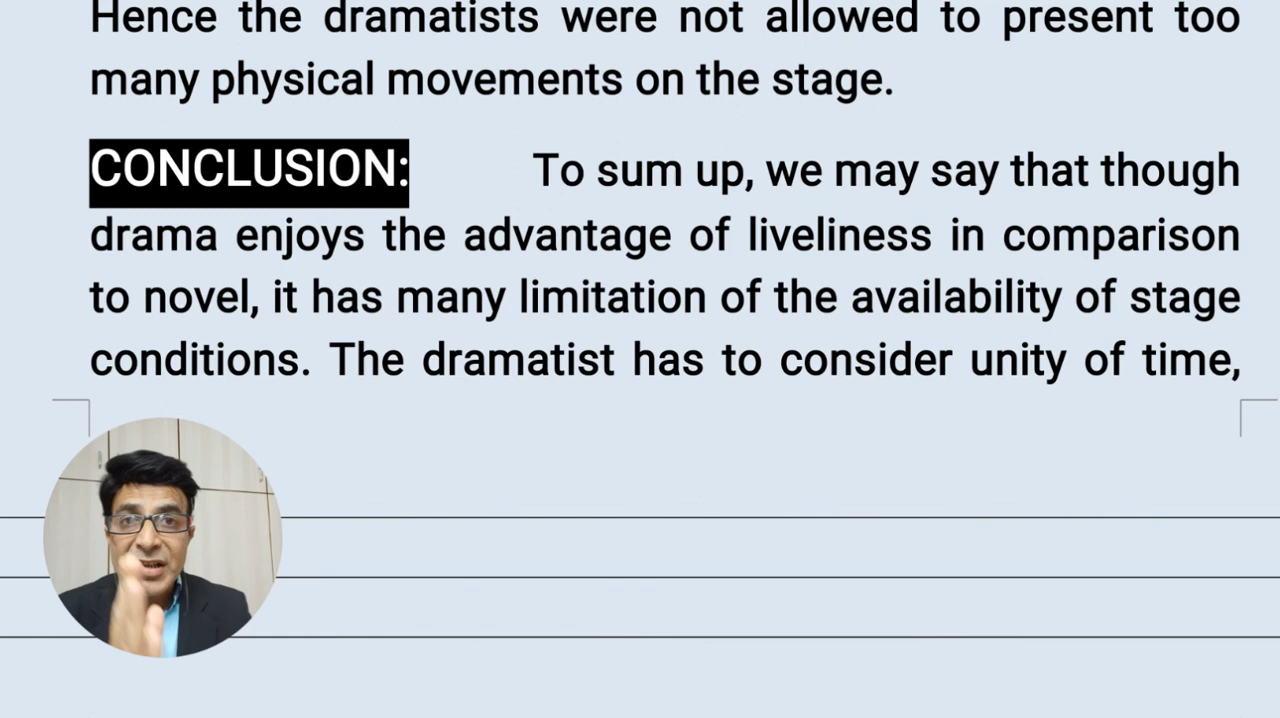 Hence the dramatists were not allowed to present too
many physical movements on the stage.
CONCLUSION: To sum up, we may say that though
drama enjoys the advantage of liveliness in comparison
to novel, it has many limitation of the availability of stage
conditions. The dramatist has to consider unity of time,